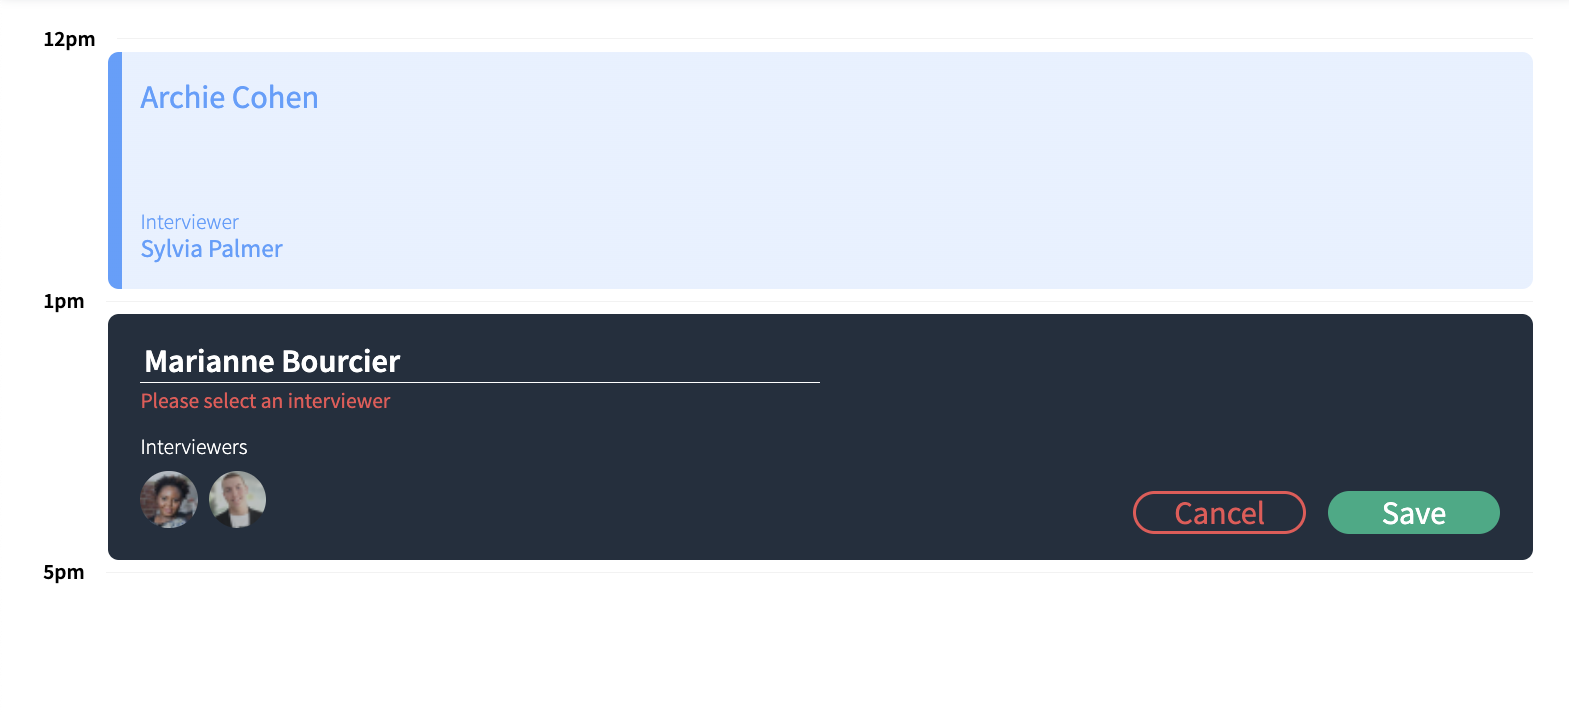 12pm
Archie Cohen
Interviewer
Sylvia Palmer
1pm
Marianne Bourcier
Please select an interviewer
Interviewers
Cancel
Save
5pm